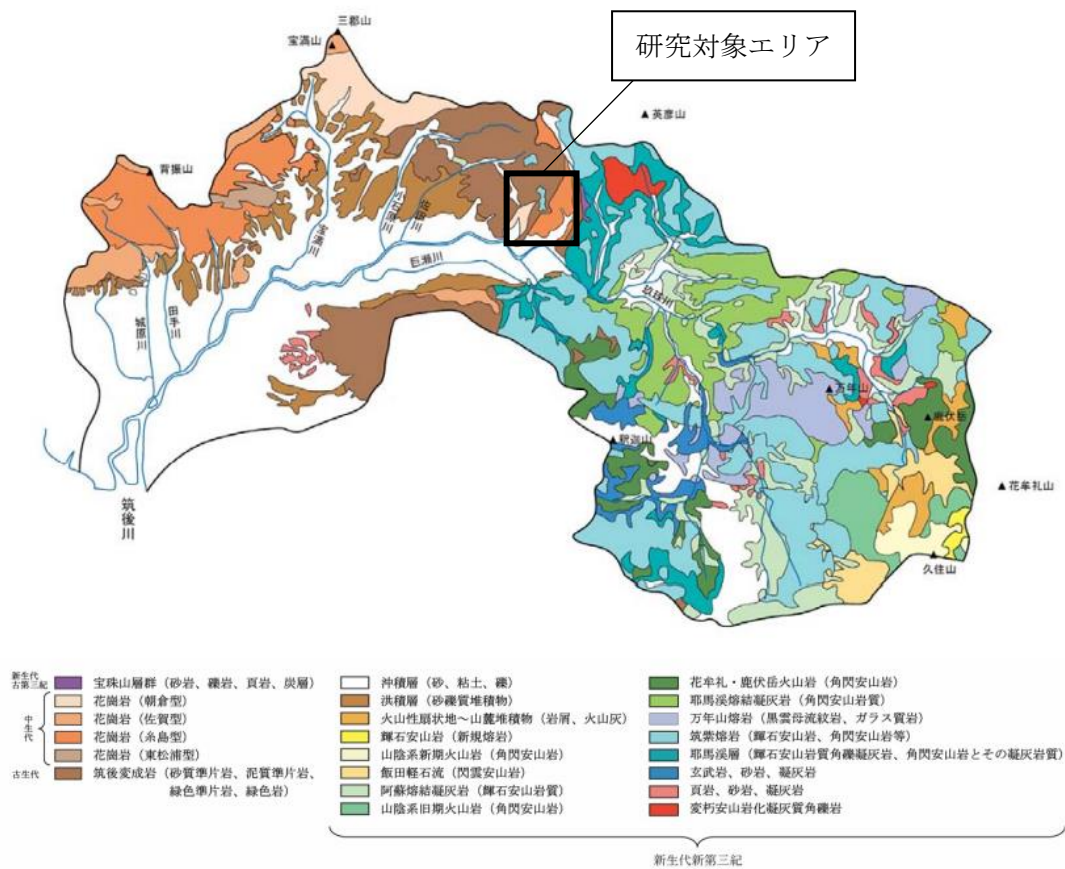 三郡山
宝満山
研究対象エリア
英彦山
背振山
小石原川
佐田川
宝満川
巨瀬川
玖珠川
城原川
田手川
万年山
鹿伏岳
釈迦山
花牟礼山
久住山
筑後川
新生代
古第三紀
宝珠山層群（砂岩、礫岩、頁岩、炭層）
中生代
花崗岩（朝倉型）
花崗岩（佐賀型）
花崗岩（糸島型）
花崗岩（東松浦型）
古生代
筑後変成岩（砂質準片岩、泥質準片岩、
緑色準片岩、緑色岩）
沖積層（砂、粘土、礫）
洪積層（砂礫質堆積物）
火山性扇状地～山麓堆積物（岩屑、火山灰）
輝石安山岩（新規熔岩）
山陰系新期火山岩（角閃安山岩）
飯田軽石流（閃雲安山岩）
阿蘇熔結凝灰岩（輝石安山岩質）
山陰系旧期火山岩（角閃安山岩）
花牟礼・鹿伏岳火山岩（角閃安山岩）
耶馬渓熔結凝灰岩（角閃安山岩質）
万年山熔岩（黒雲母流紋岩、ガラス質岩）
筑紫熔岩（輝石安山岩、角閃安山岩等）
耶馬渓層（輝石安山岩質角礫凝灰岩、角閃安山岩とその凝灰岩質）
玄武岩、砂岩、凝灰岩
頁岩、砂岩、凝灰岩
変朽安山岩化凝灰質角礫岩
新生代新第三紀